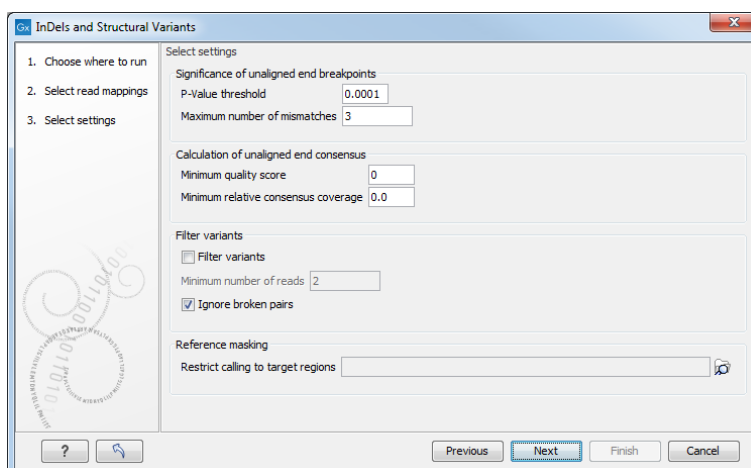 Gx InDels and Structural Variants
1. Choose where to run
2. Select read mappings
3. Select settings
Select settings
Significance of unaligned end breakpoints
P-Value threshold 0.0001
Maximum number of mismatches 3
Calculation of unaligned end consensus
Minimum quality score 0
Minimum relative consensus coverage 0.0
Filter variants
Filter variants
Minimum number of reads 2
Ignore broken pairs
Reference masking
Restrict calling to target regions
? Previous Next Finish Cancel